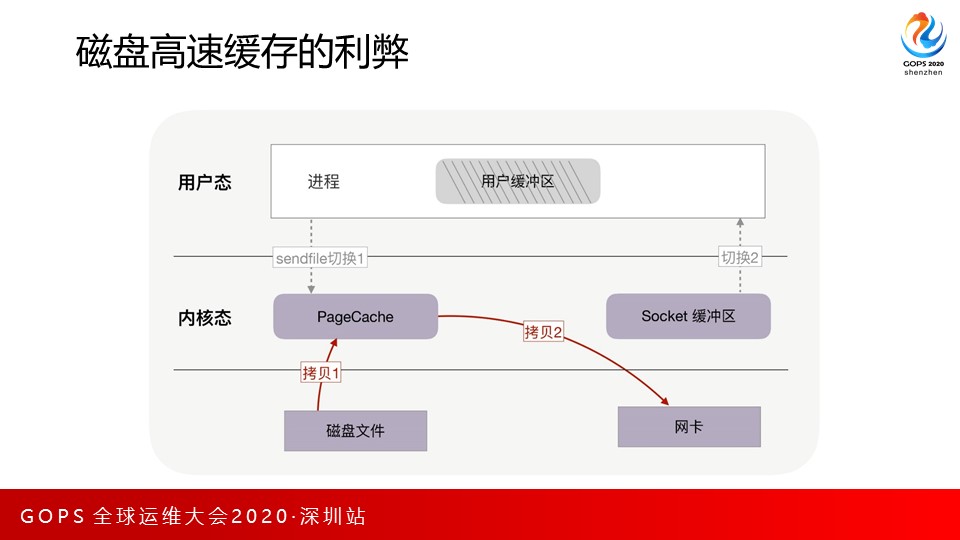 磁盘高速缓存的利弊
GOPS 2020
shenzhen
用户态
进程
用户缓冲区
sendfile切换1
切换2
内核态
PageCache
拷贝2
Socket 缓冲区
拷贝1
磁盘文件
网卡
GOPS 全球运维大会2020·深圳站